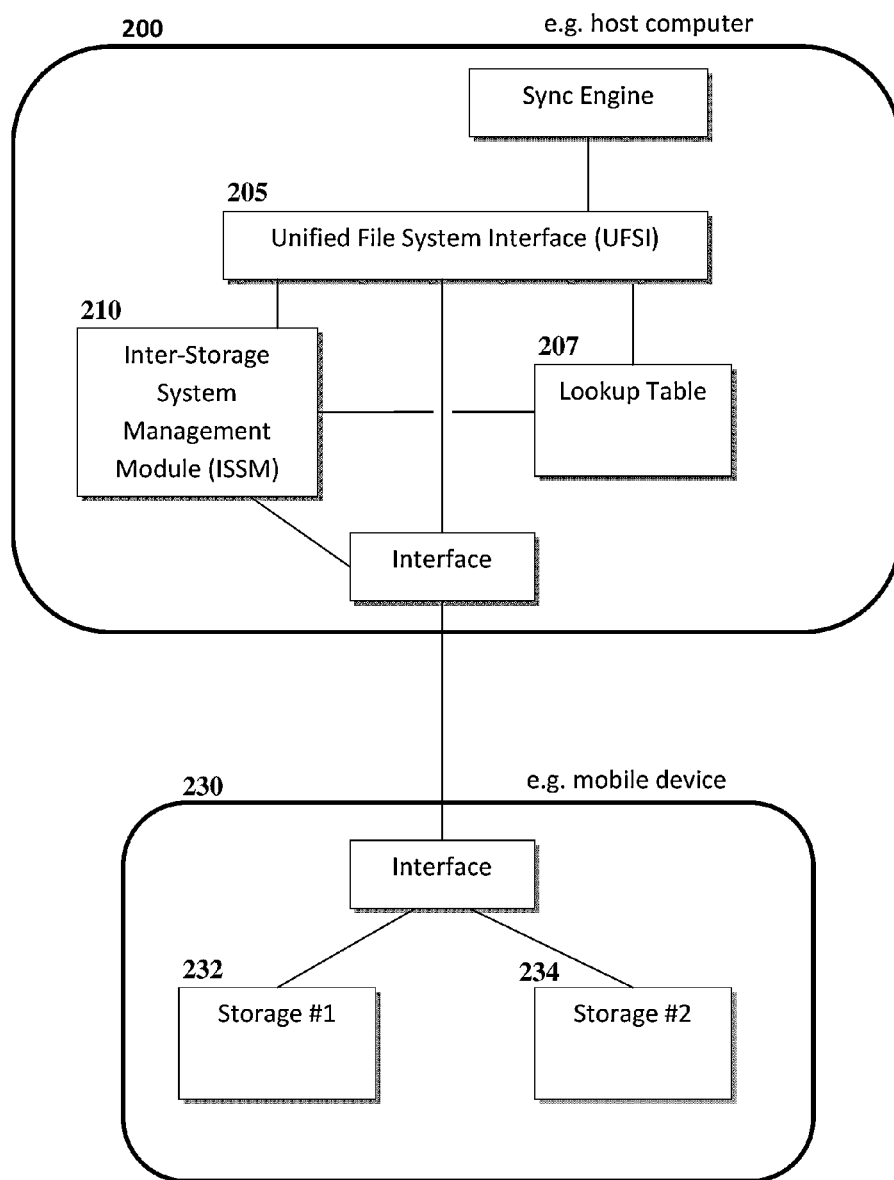 200
e.g. host computer
Sync Engine
205
Unified File System Interface (UFSI)
210
Inter-Storage
System
Management
Module (ISSM)
207
Lookup Table
Interface
230
e.g. mobile device
Interface
232
Storage #1
234
Storage #2